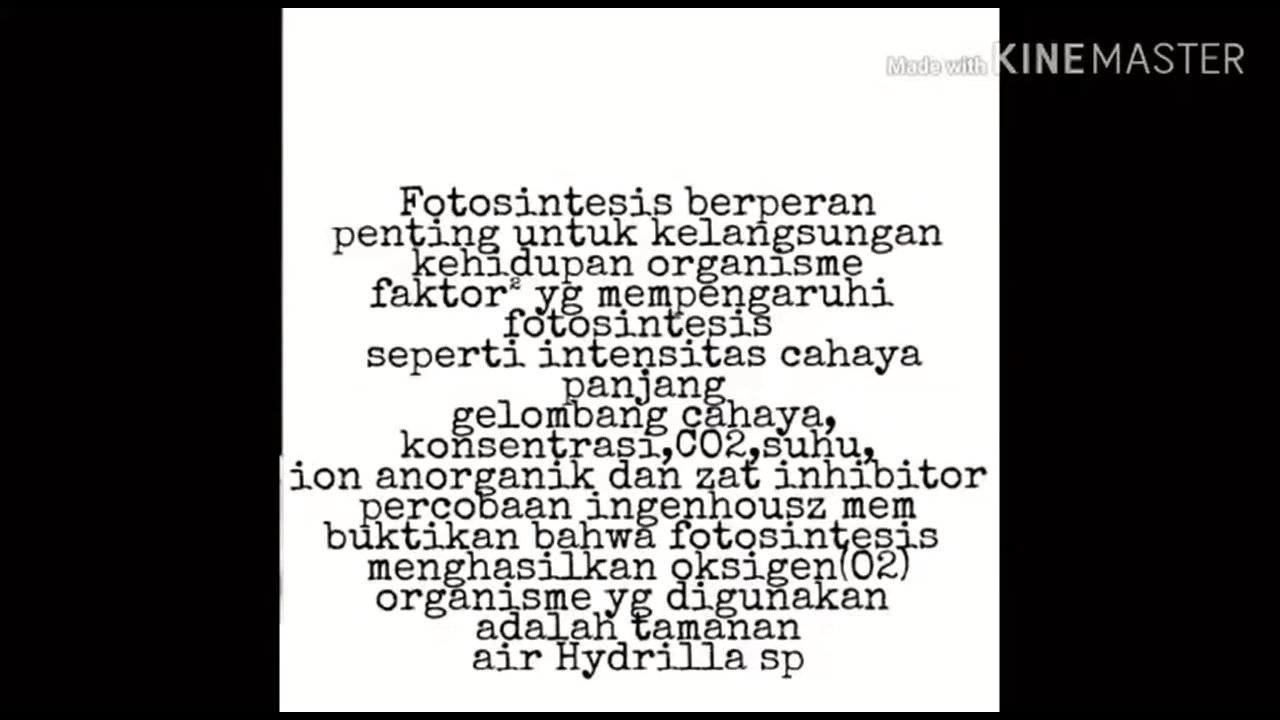 Made with KINEMASTER
Fotosintesis berperan
penting untuk kelangsungan
kehidupan organisme
faktor² yg mempengaruhi
fotosintesis
seperti intensitas cahaya
panjang
gelombang cahaya,
konsentrasi,CO2,suhu,
ion anorganik dan zat inhibitor
percobaan ingenhousz mem
buktikan bahwa fotosintesis
menghasilkan oksigen(O2)
organisme yg digunakan
adalah tamanan
air Hydrilla sp